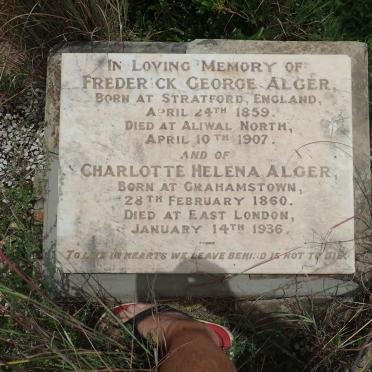 In Loving Memory of
Frederick George Alger,
Born at Stratford, England,
April 24th 1859.
Died at Aliwal North,
April 10th 1907.
and of
Charlotte Helena Alger,
Born at Grahamstown,
28th February 1860.
Died at East London,
January 14th 1936.
To live in hearts we leave behind is not to die.